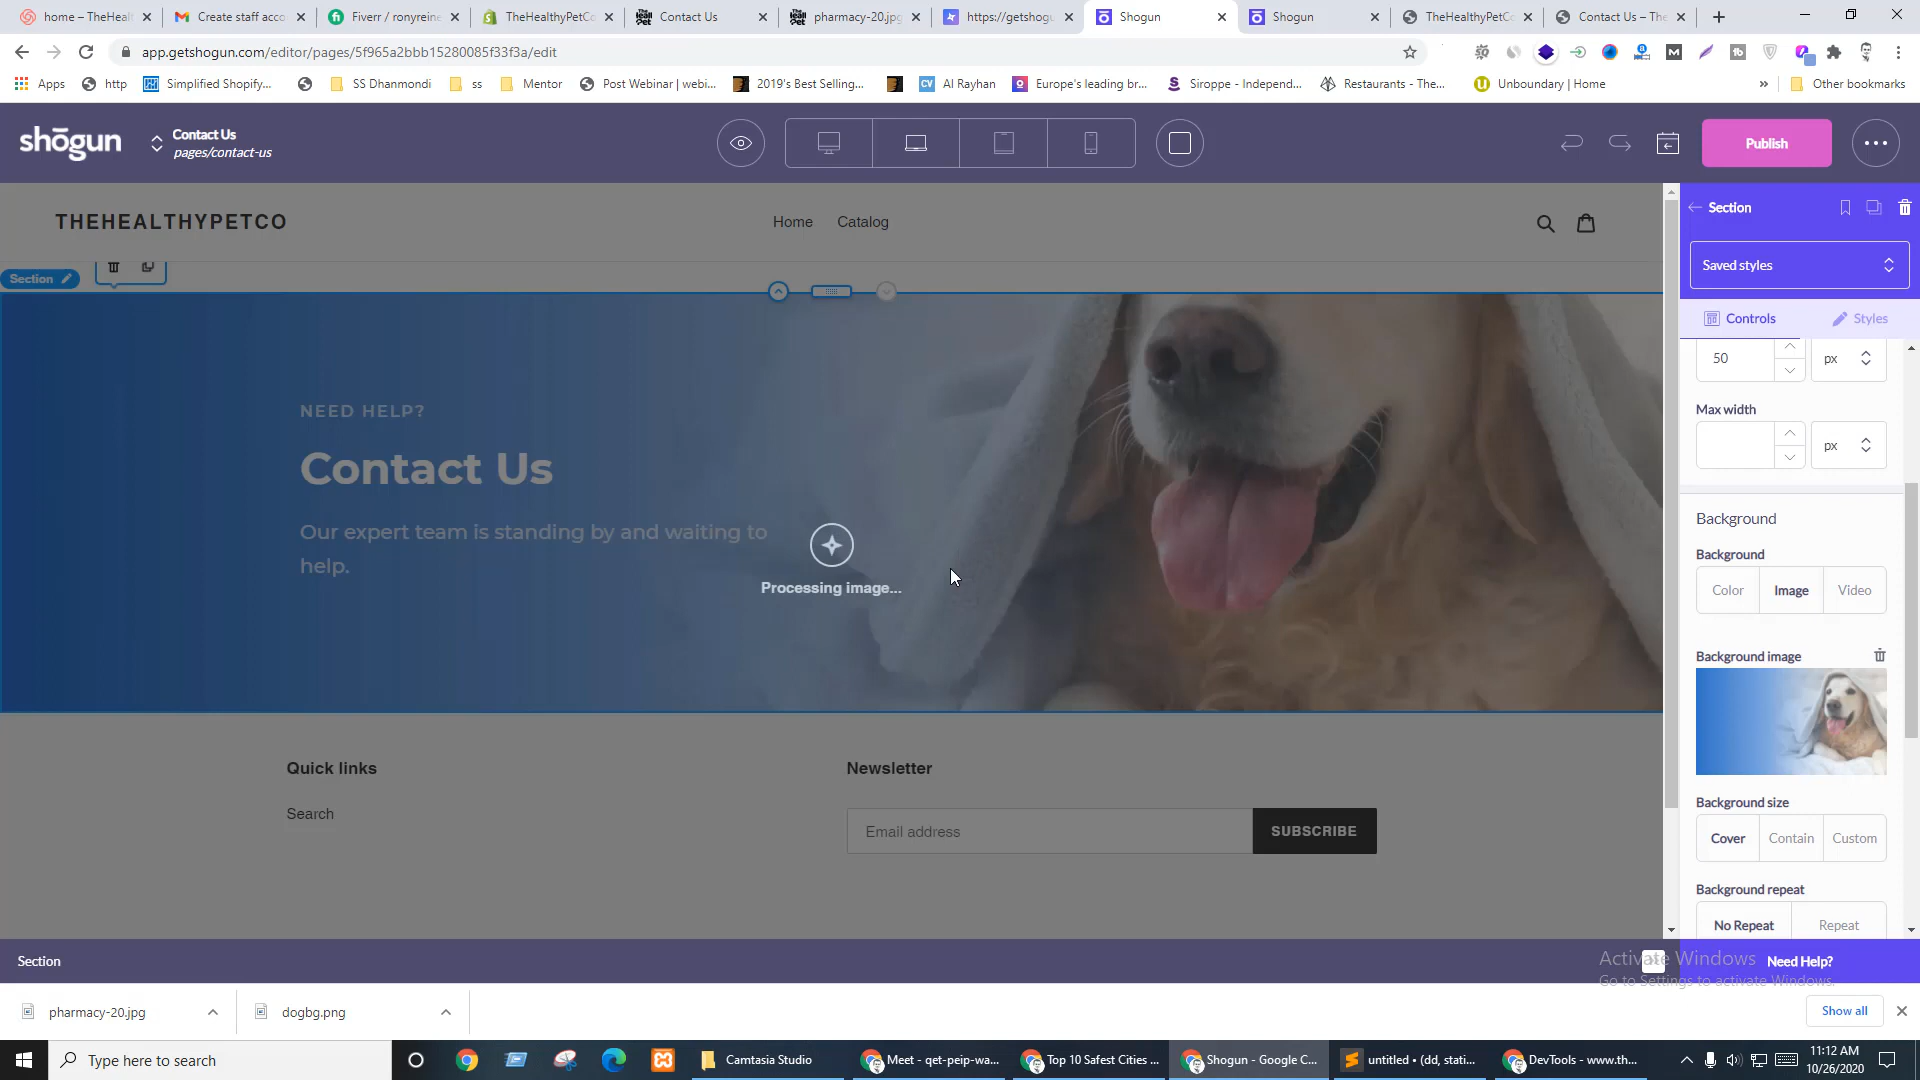 home – TheHealt
Create staff acco
Fiverr / ronyreine
TheHealthyPetCo
Contact Us
pharmacy-20.jpg
https://getshogu
Shogun
Shogun
TheHealthyPetCo
Contact Us – The
app.getshogun.com/editor/pages/5f965a2bbb15280085f33f3a/edit
Apps
http
Simplified Shopify...
SS Dhanmondi
ss
Mentor
Post Webinar | webi...
2019's Best Selling...
Al Rayhan
Europe's leading br...
Siroppe - Independ...
Restaurants - The...
Unboundary | Home
Other bookmarks
shōgun
Contact Us
pages/contact-us
Publish
THEHEALTHYPETCO
Home
Catalog
Section
Section
Saved styles
Controls
Styles
50
px
Max width
px
NEED HELP?
Contact Us
Our expert team is standing by and waiting to
help.
Processing image...
Background
Background
Color
Image
Video
Background image
Background size
Cover
Contain
Custom
Background repeat
No Repeat
Repeat
Quick links
Search
Newsletter
Email address
SUBSCRIBE
Section
Need Help?
Activate Windows
Go to Settings to activate Windows.
pharmacy-20.jpg
dogbg.png
Show all
Type here to search
Camtasia Studio
Meet - qet-peip-wa...
Top 10 Safest Cities ...
Shogun - Google C...
untitled • (dd, stati...
DevTools - www.th...
11:12 AM
10/26/2020